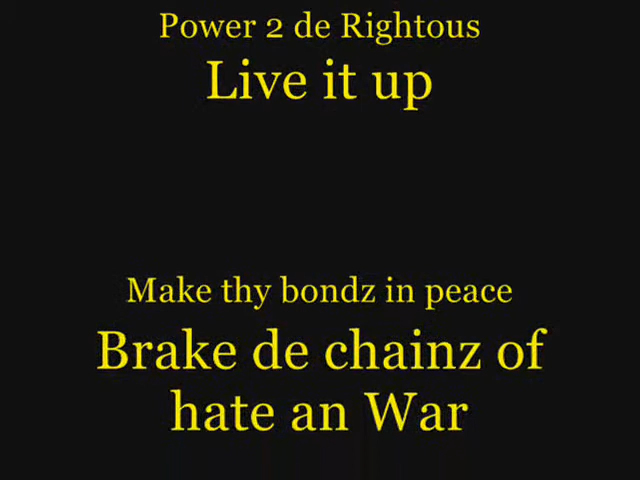 Power 2 de Rightous
Live it up
Make thy bondz in peace
Brake de chainz of
hate an War